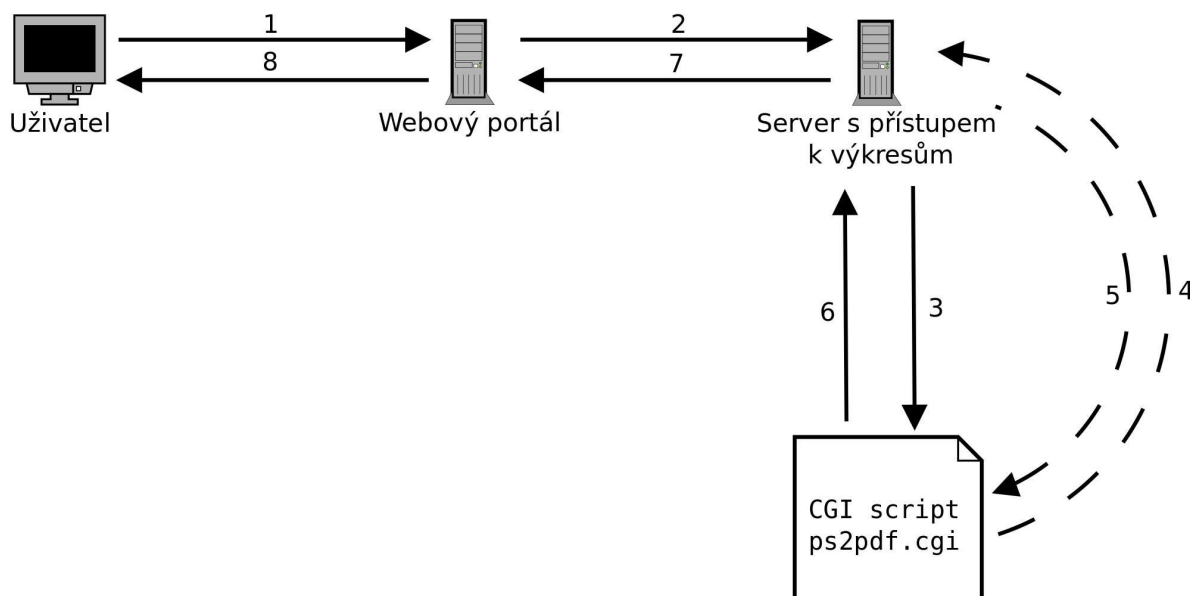 1
2
8
7
Uživatel
Webový portál
Server s přístupem
k výkresům
5
4
6
3
CGI script
ps2pdf.cgi